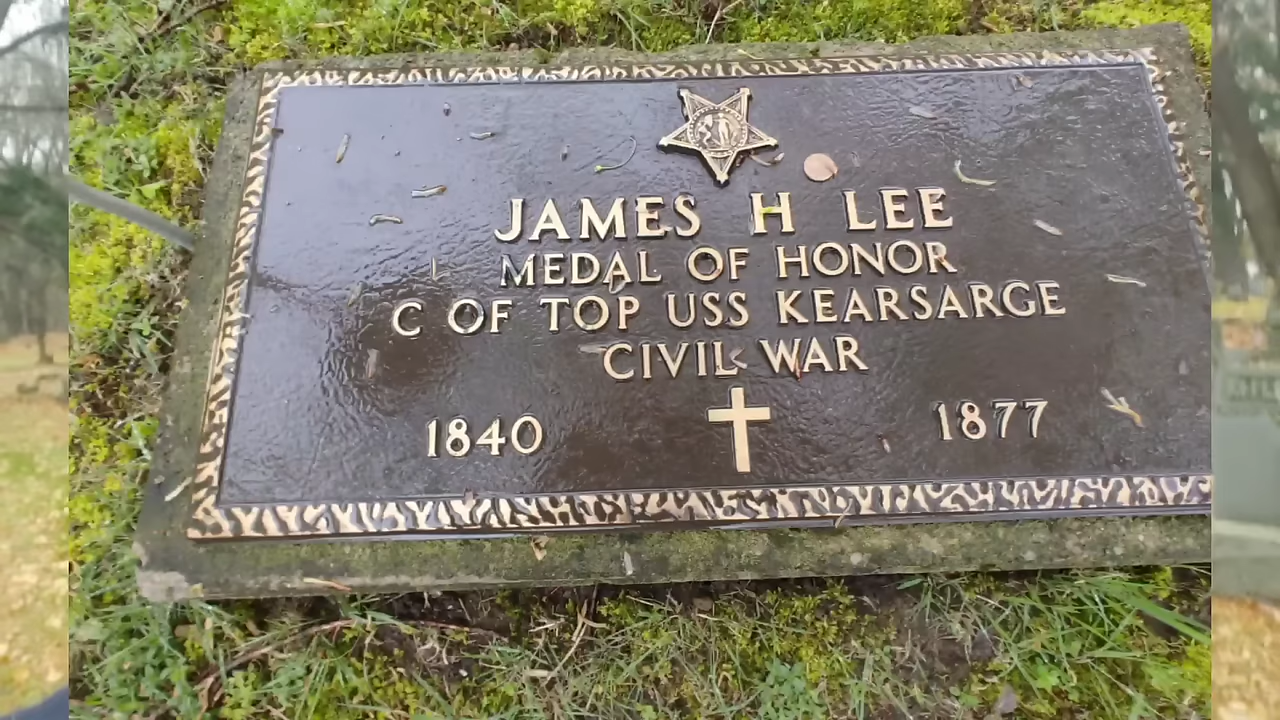 JAMES H LEE
MEDAL OF HONOR
C OF TOP USS KEARSARGE
CIVIL WAR
1840 1877